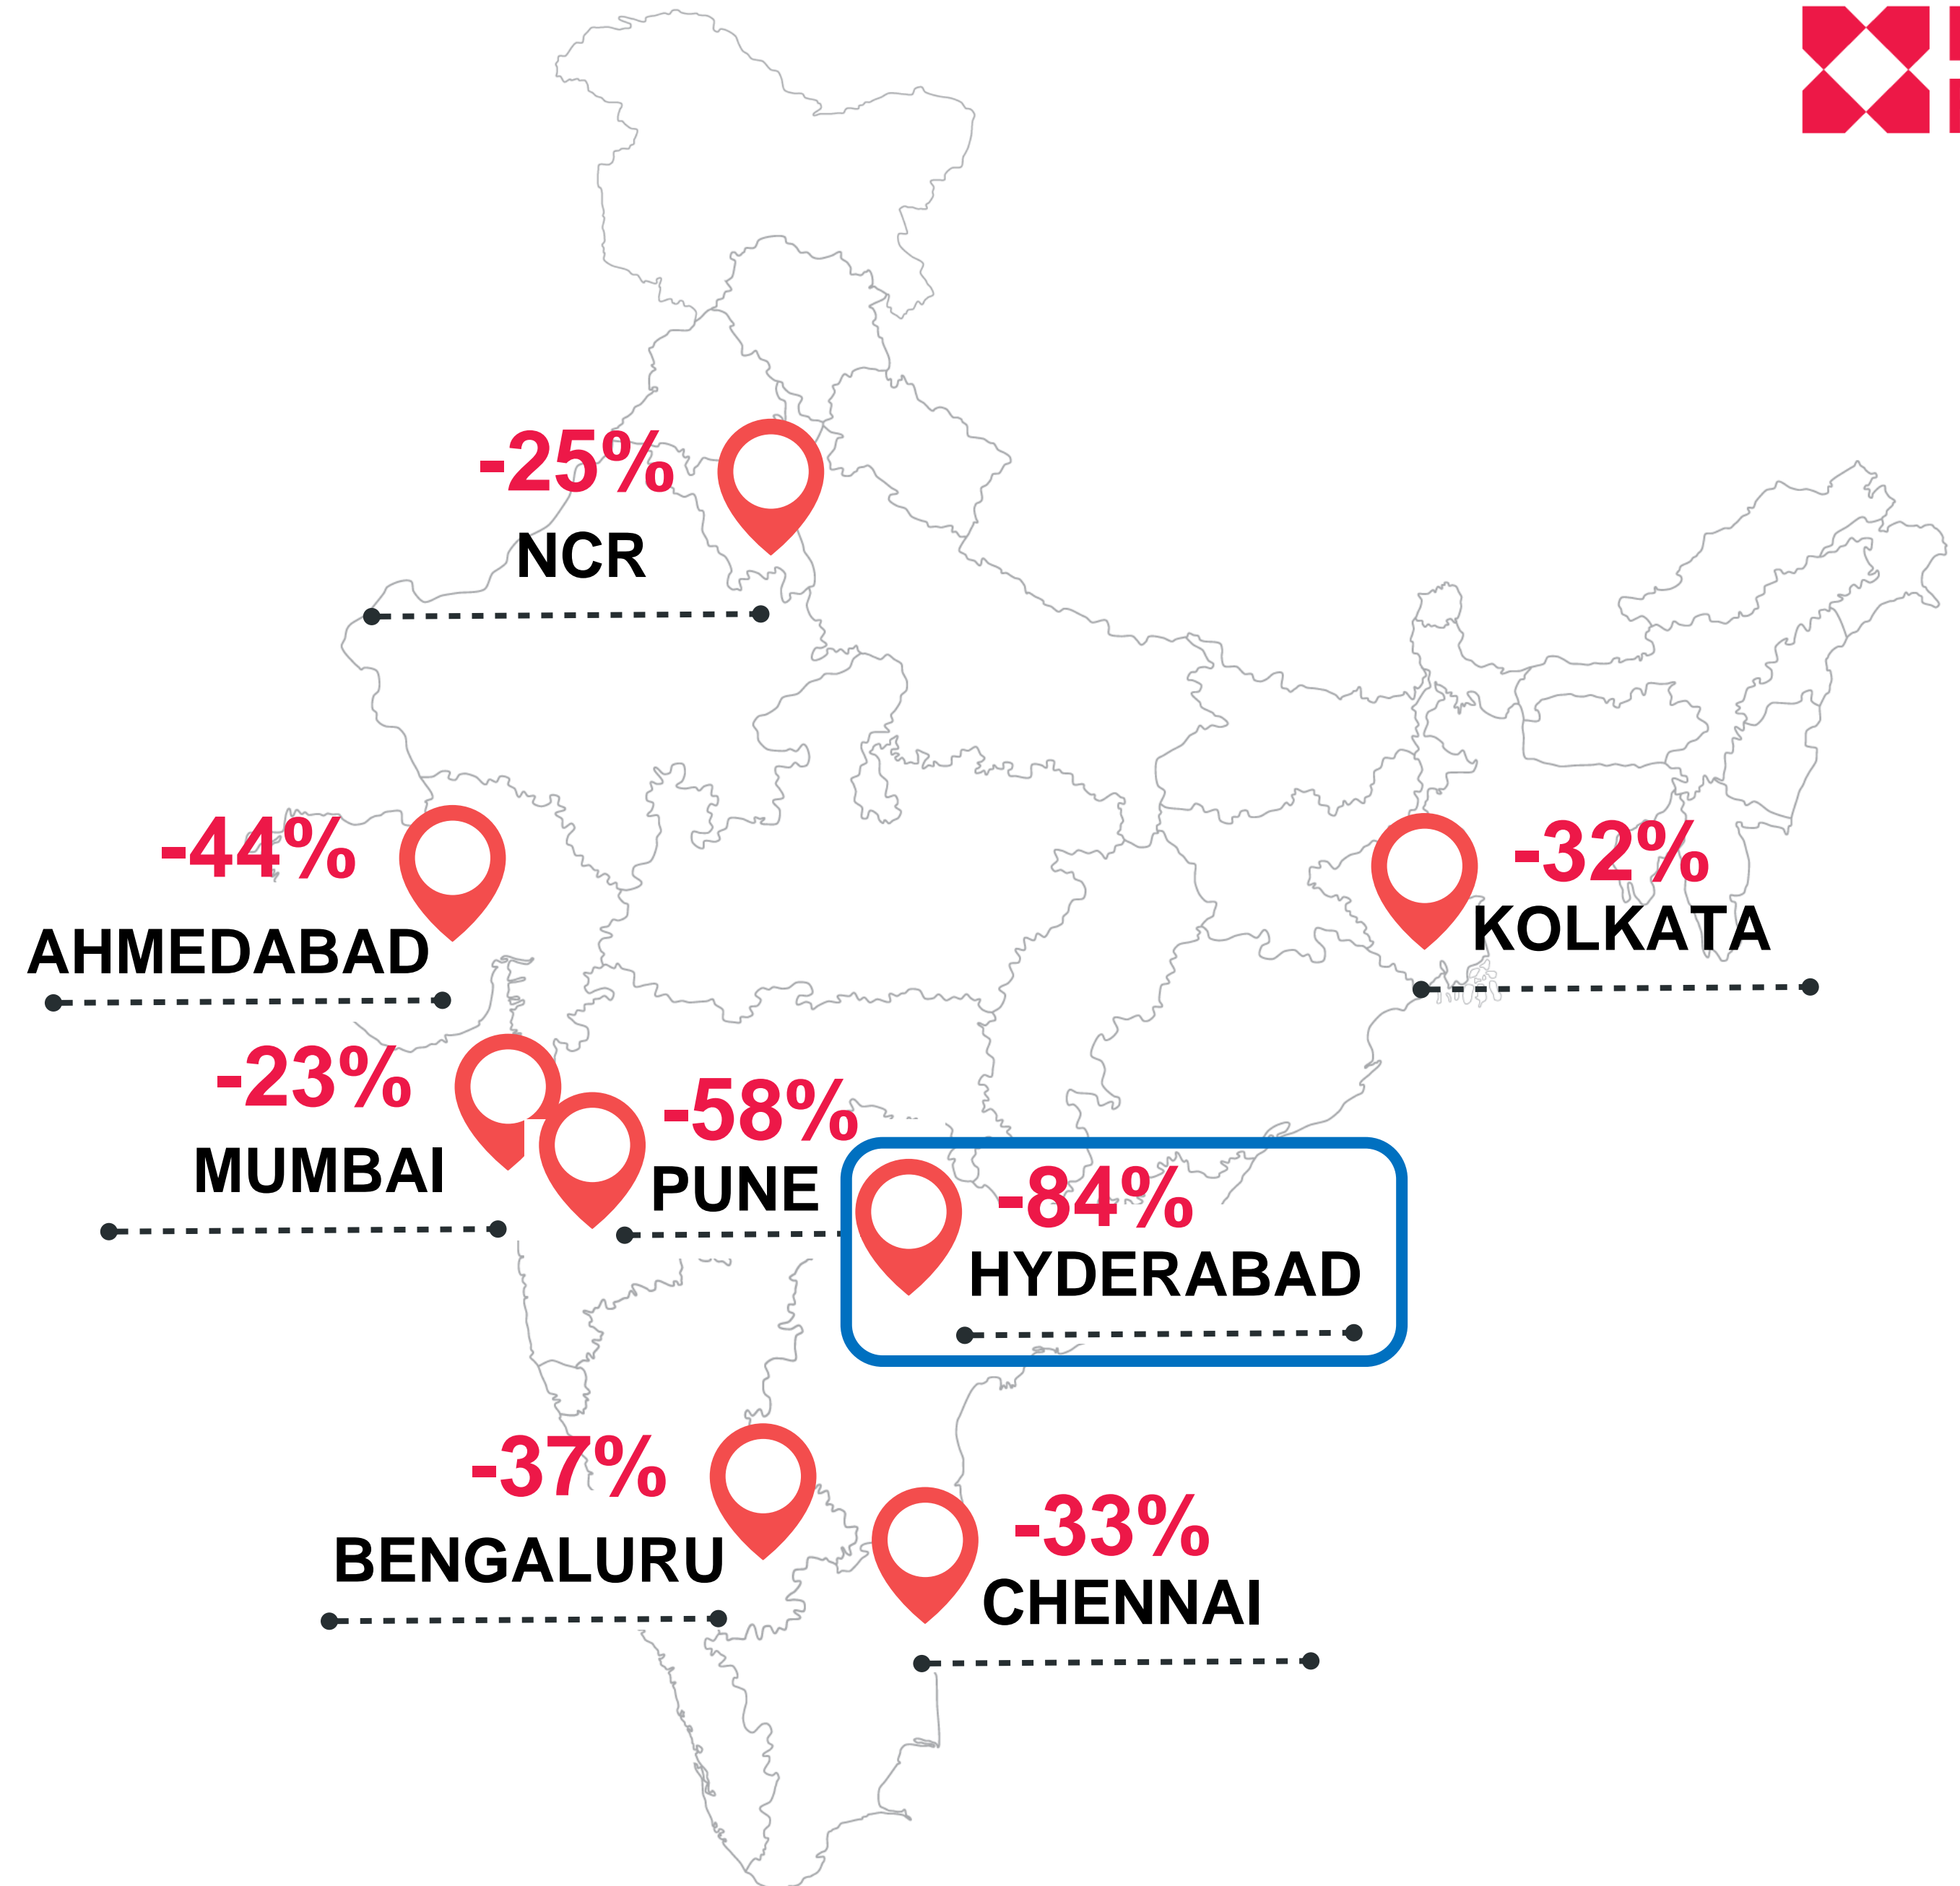 -25%
NCR
-44%
AHMEDABAD
-32%
KOLKATA
-23%
MUMBAI
-58%
PUNE
-84%
HYDERABAD
-37%
BENGALURU
-33%
CHENNAI